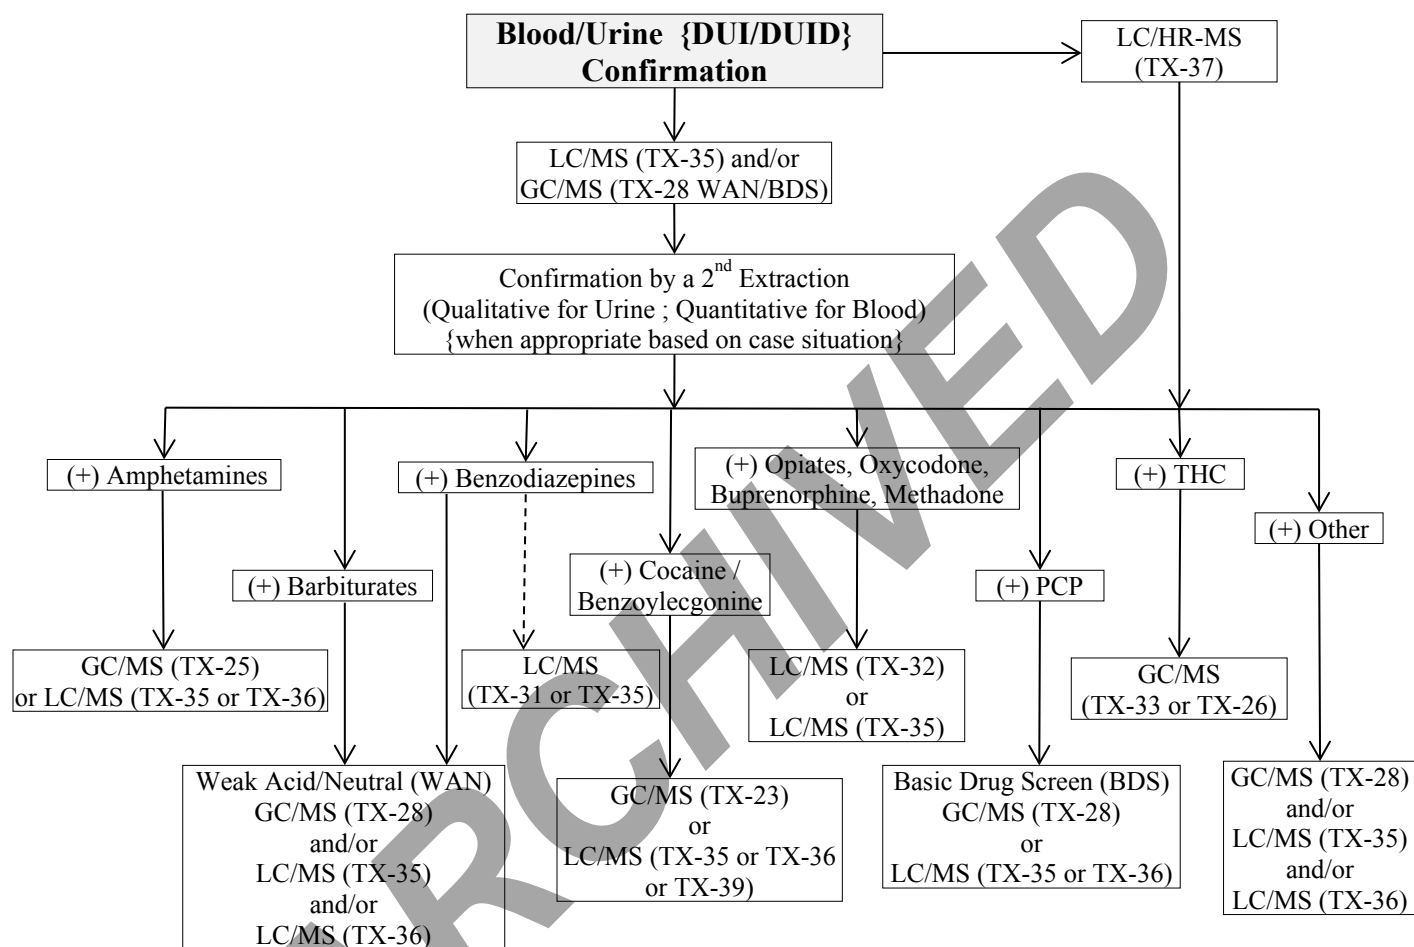 Blood/Urine {DUI/DUID}
Confirmation
LC/HR-MS
(TX-37)
LC/MS (TX-35) and/or
GC/MS (TX-28 WAN/BDS)
Confirmation by a 2nd Extraction
(Qualitative for Urine ; Quantitative for Blood)
{when appropriate based on case situation}
(+) Amphetamines
(+) Benzodiazepines
(+) Opiates, Oxycodone,
Buprenorphine, Methadone
(+) THC
(+) Other
(+) Barbiturates
(+) Cocaine /
Benzoylecgonine
(+) PCP
GC/MS (TX-25)
or LC/MS (TX-35 or TX-36)
LC/MS
(TX-31 or TX-35)
LC/MS (TX-32)
or
LC/MS (TX-35)
GC/MS
(TX-33 or TX-26)
Weak Acid/Neutral (WAN)
GC/MS (TX-28)
and/or
LC/MS (TX-35)
and/or
LC/MS (TX-36)
GC/MS (TX-23)
or
LC/MS (TX-35 or TX-36
or TX-39)
Basic Drug Screen (BDS)
GC/MS (TX-28)
or
LC/MS (TX-35 or TX-36)
GC/MS (TX-28)
and/or
LC/MS (TX-35)
and/or
LC/MS (TX-36)
ARCHIVED